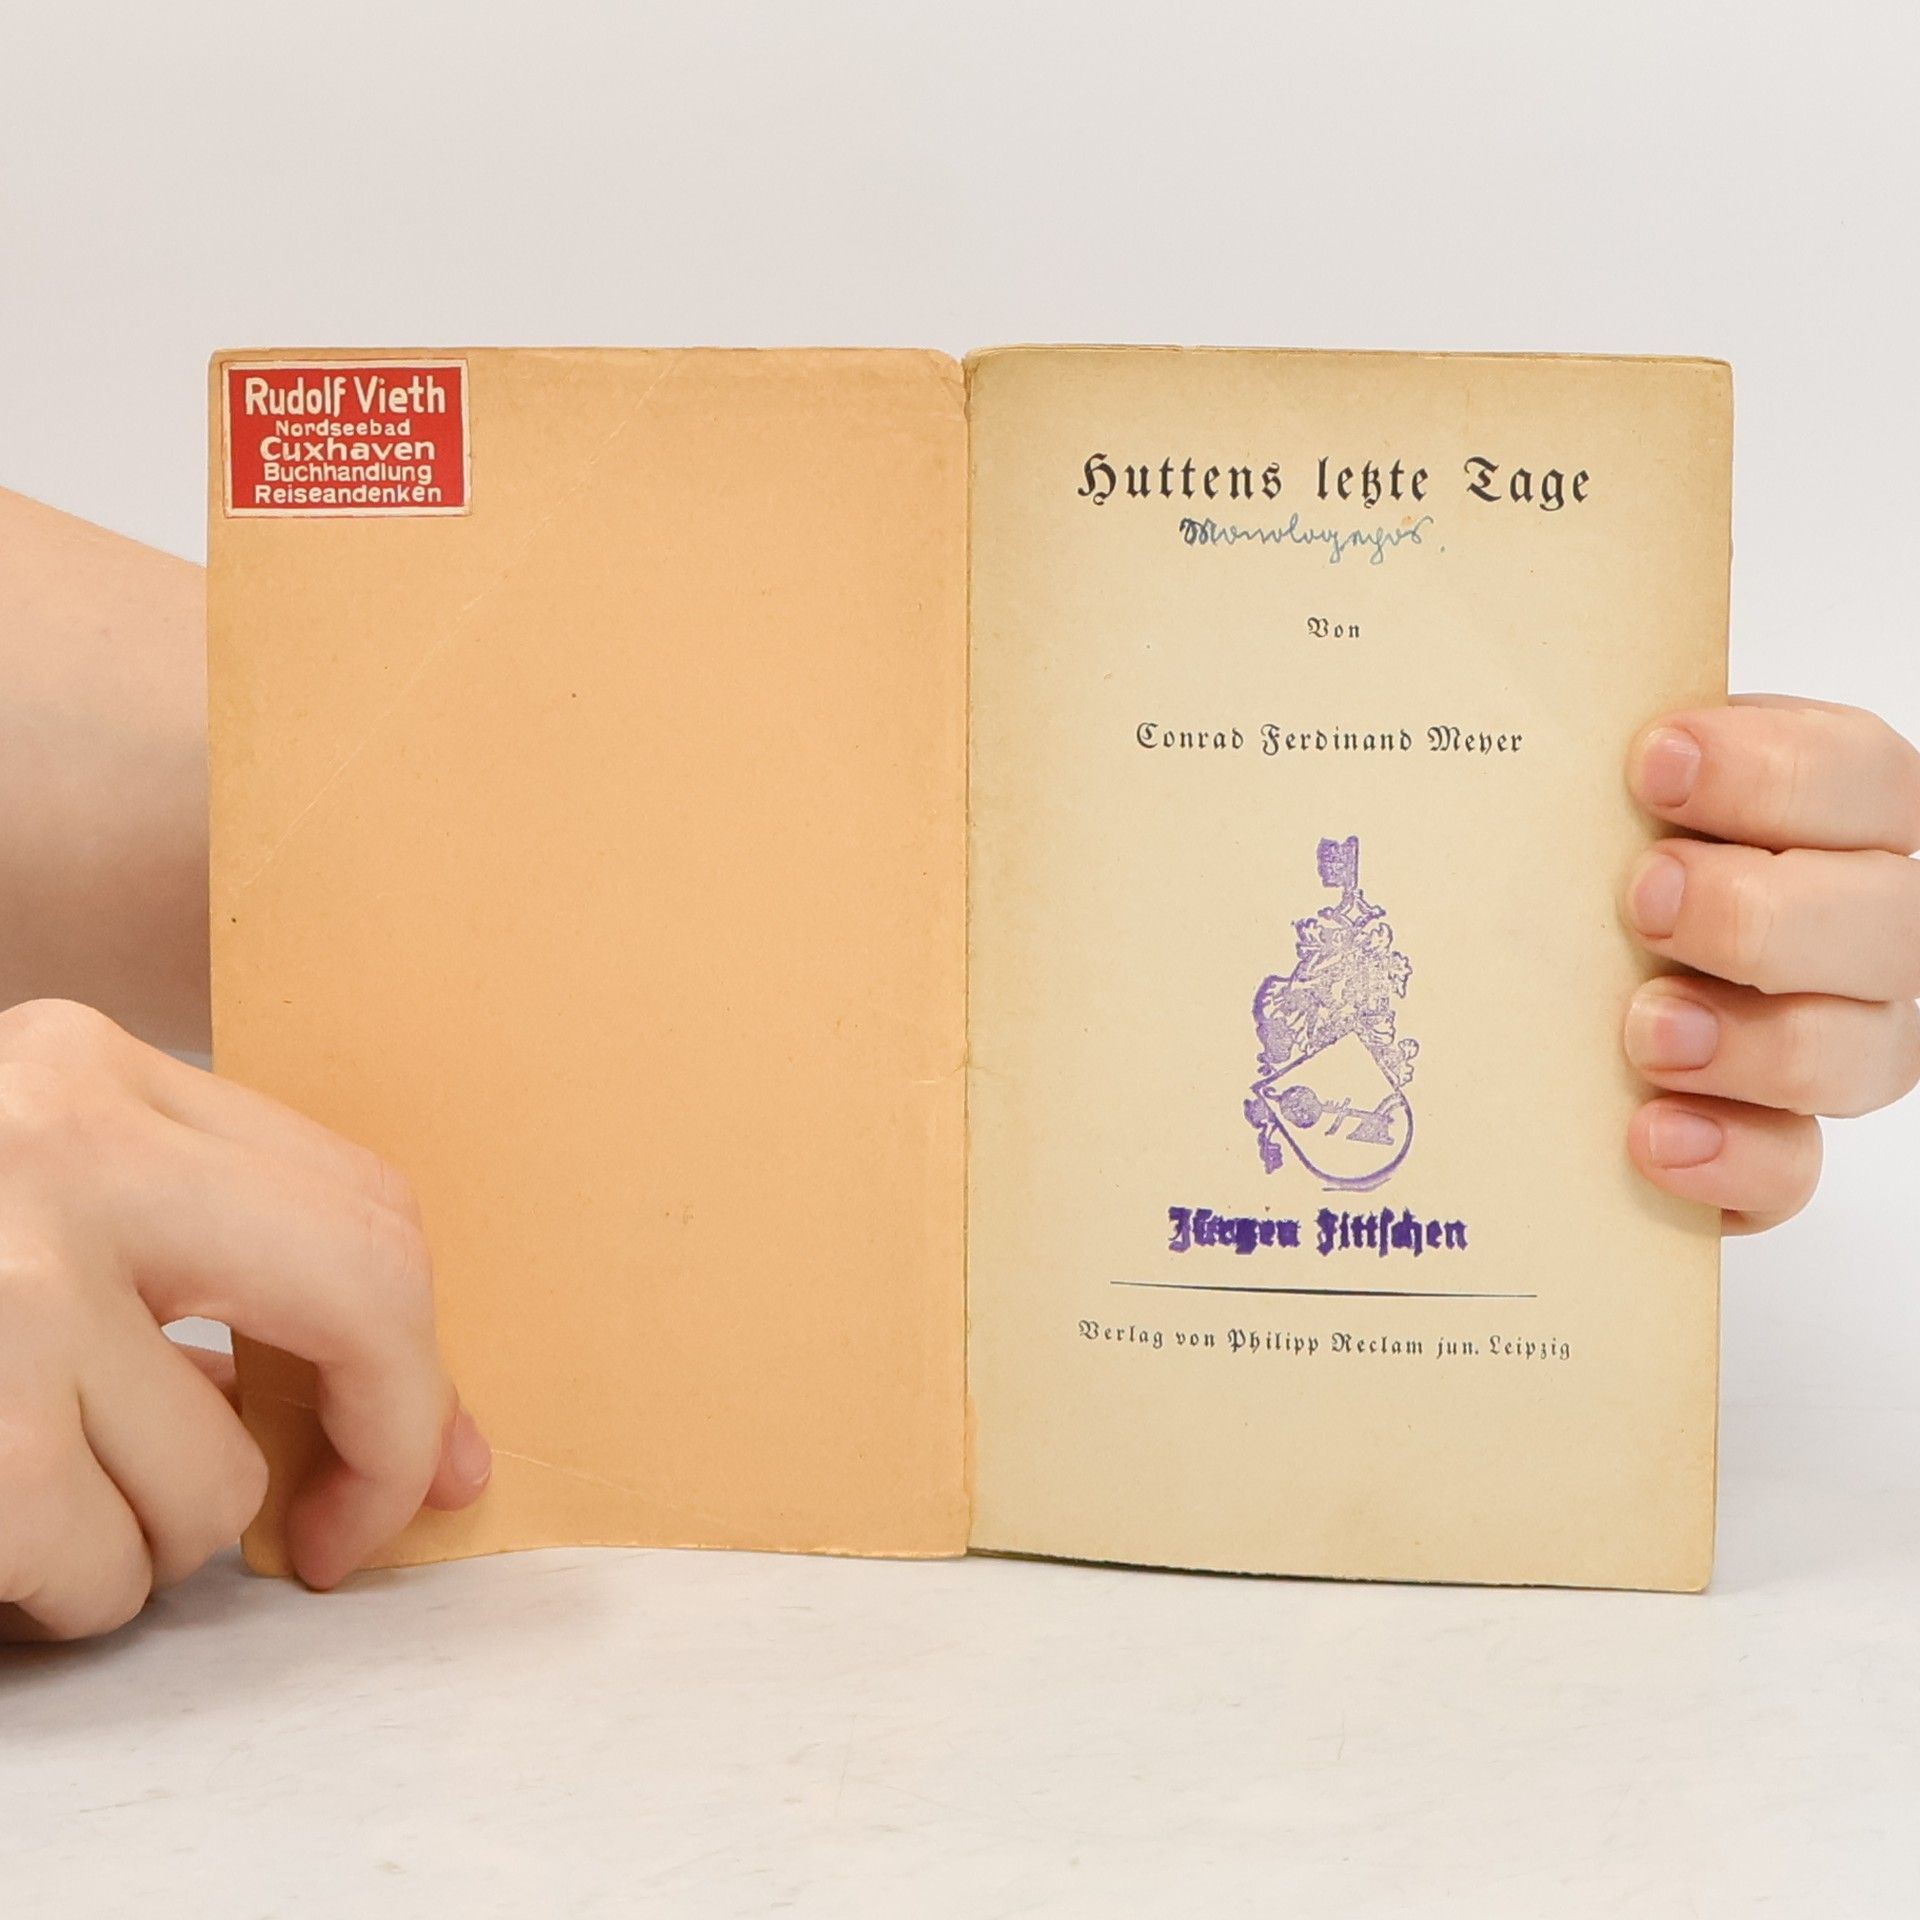 Rudolf Vieth
Nordseebad
Cuxhaven
Buchhandlung
Reiseandenken
Huttens letzte Tage
Monologepos.
Von
Conrad Ferdinand Meyer
Jürgen Fittschen
Verlag von Philipp Reclam jun. Leipzig